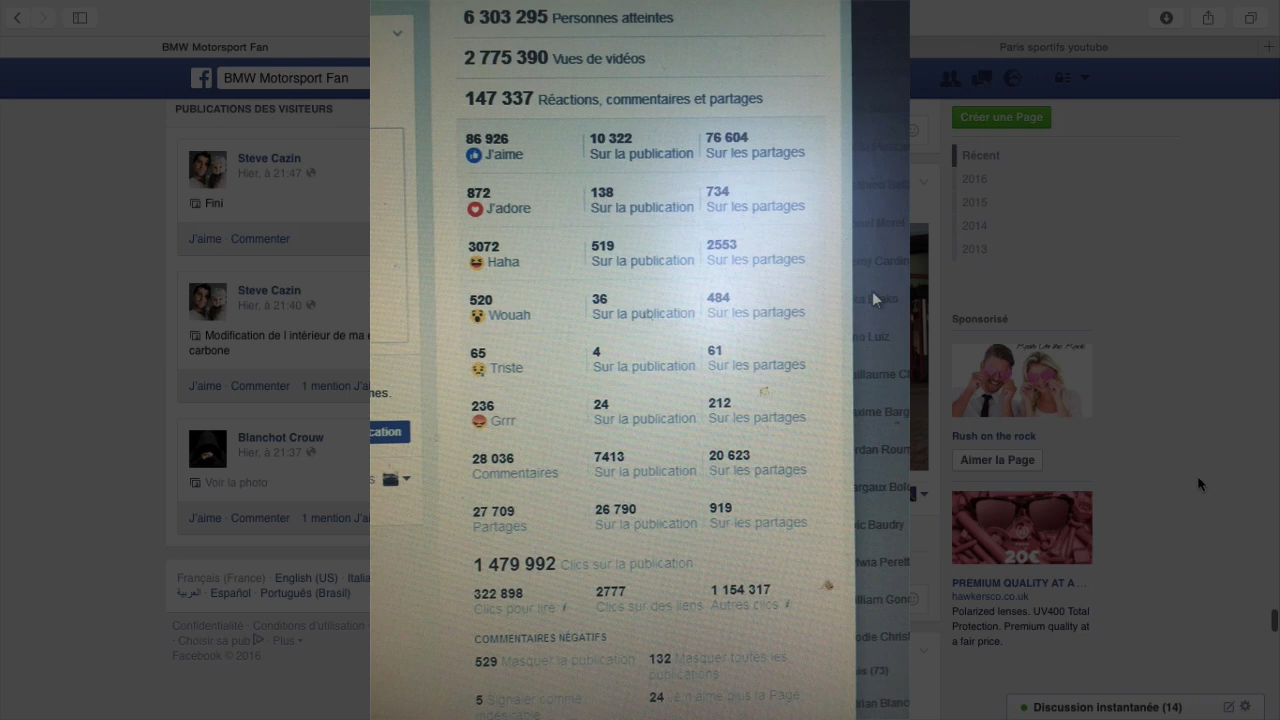 BMW Motorsport Fan
Paris sportifs youtube
BMW Motorsport Fan
PUBLICATIONS DES VISITEURS
Steve Cazin
Hier, à 21:47
Fini
J'aime · Commenter
Steve Cazin
Hier, à 21:40
Modification de l intérieur de ma
carbone
J'aime · Commenter 1 mention J'a
Blanchot Crouw
Hier, à 21:37
Voir la photo
J'aime · Commenter 1 mention J'a
Français (France) · English (US) · Italia
العربية · Español · Português (Brasil)
Confidentialité · Conditions d'utilisation
· Choisir sa pub · Plus
Facebook © 2016
6 303 295 Personnes atteintes
2 775 390 Vues de vidéos
147 337 Réactions, commentaires et partages
86 926 10 322 76 604
J'aime Sur la publication Sur les partages
872 138 734
J'adore Sur la publication Sur les partages
3072 519 2553
Haha Sur la publication Sur les partages
520 36 484
Wouah Sur la publication Sur les partages
65 4 61
Triste Sur la publication Sur les partages
236 24 212
Grrr Sur la publication Sur les partages
28 036 7413 20 623
Commentaires Sur la publication Sur les partages
27 709 26 790 919
Partages Sur la publication Sur les partages
1 479 992 Clics sur la publication
322 898 2777 1 154 317
Clics pour lire Clics sur des liens Autres clics
COMMENTAIRES NÉGATIFS
529 Masquer la publication 132 Masquer toutes les
publications
5 Signaler comme 24 Je n'aime plus la Page
indésirable
nes.
cation
s
Créer une Page
Récent
2016
2015
2014
2013
Sponsorisé
Rush on the rock
Aimer la Page
20€
PREMIUM QUALITY AT A ...
hawkersco.uk
Polarized lenses. UV400 Total
Protection. Premium quality at
a fair price.
Discussion instantanée (14)